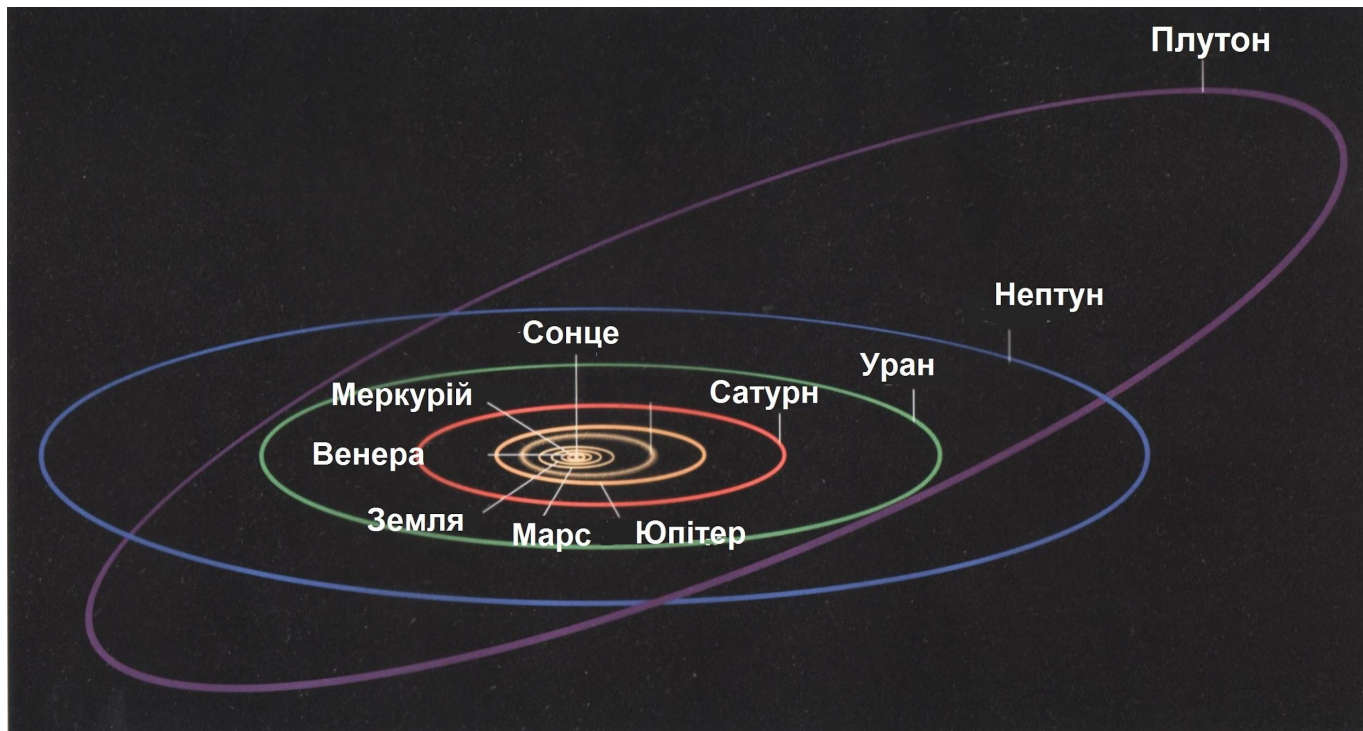 Плутон
Нептун
Сонце
Уран
Меркурій
Сатурн
Венера
Земля
Марс
Юпітер